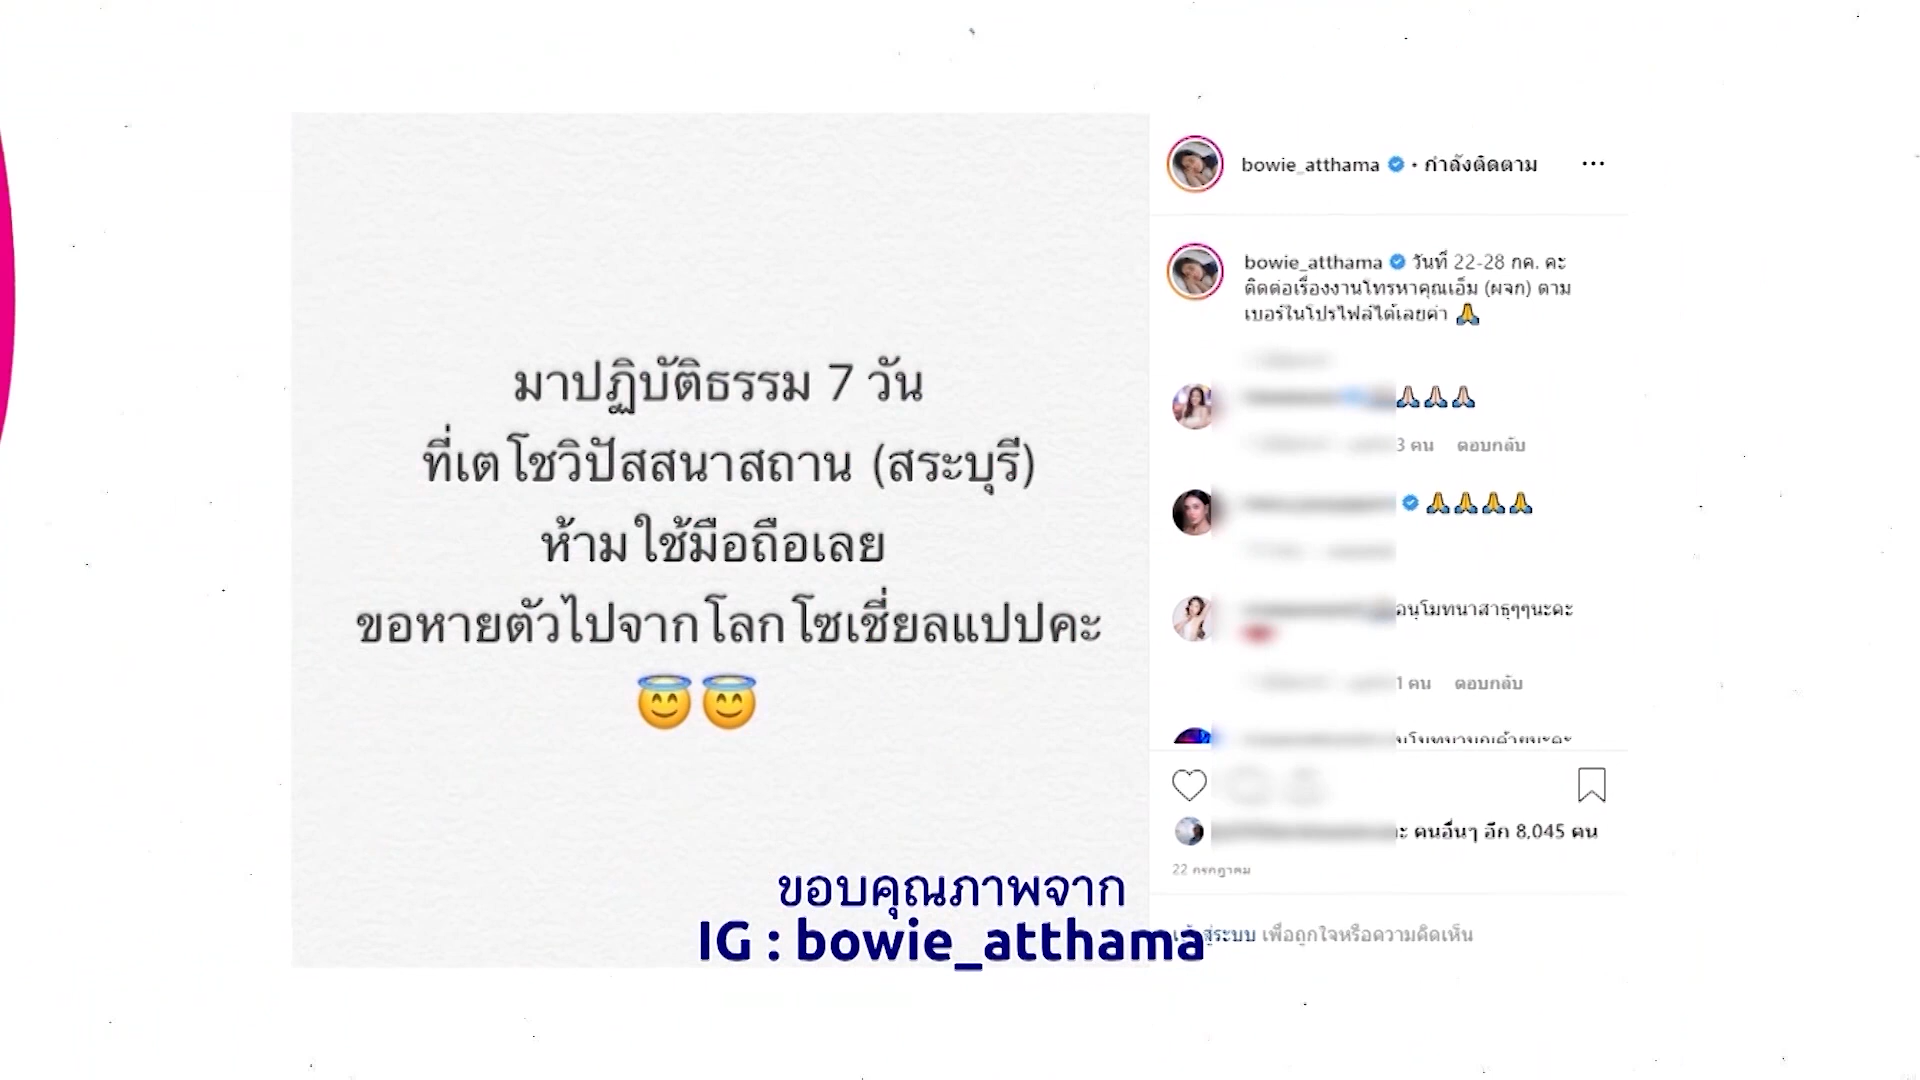 มาปฏิบัติธรรม 7 วัน
ที่เตโชวิปัสสนาสถาน (สระบุรี)
ห้ามใช้มือถือเลย
ขอหายตัวไปจากโลกโซเชี่ยลแปปคะ
😇😇
bowie_atthama • กำลังติดตาม
bowie_atthama วันที่ 22-28 กค. คะ
ติดต่อเรื่องงานโทรหาคุณเอ็ม (ผจก) ตาม
เบอร์ในโปรไฟล์ได้เลยค่า 🙏
🙏🙏🙏
3 คน ตอบกลับ
🙏🙏🙏🙏
อนุโมทนาสาธุๆๆนะคะ
1 คน ตอบกลับ
คนอื่นๆ อีก 8,045 คน
22 กรกฎาคม
สู่ระบบ เพื่อถูกใจหรือความคิดเห็น
ขอบคุณภาพจาก
IG : bowie_atthama